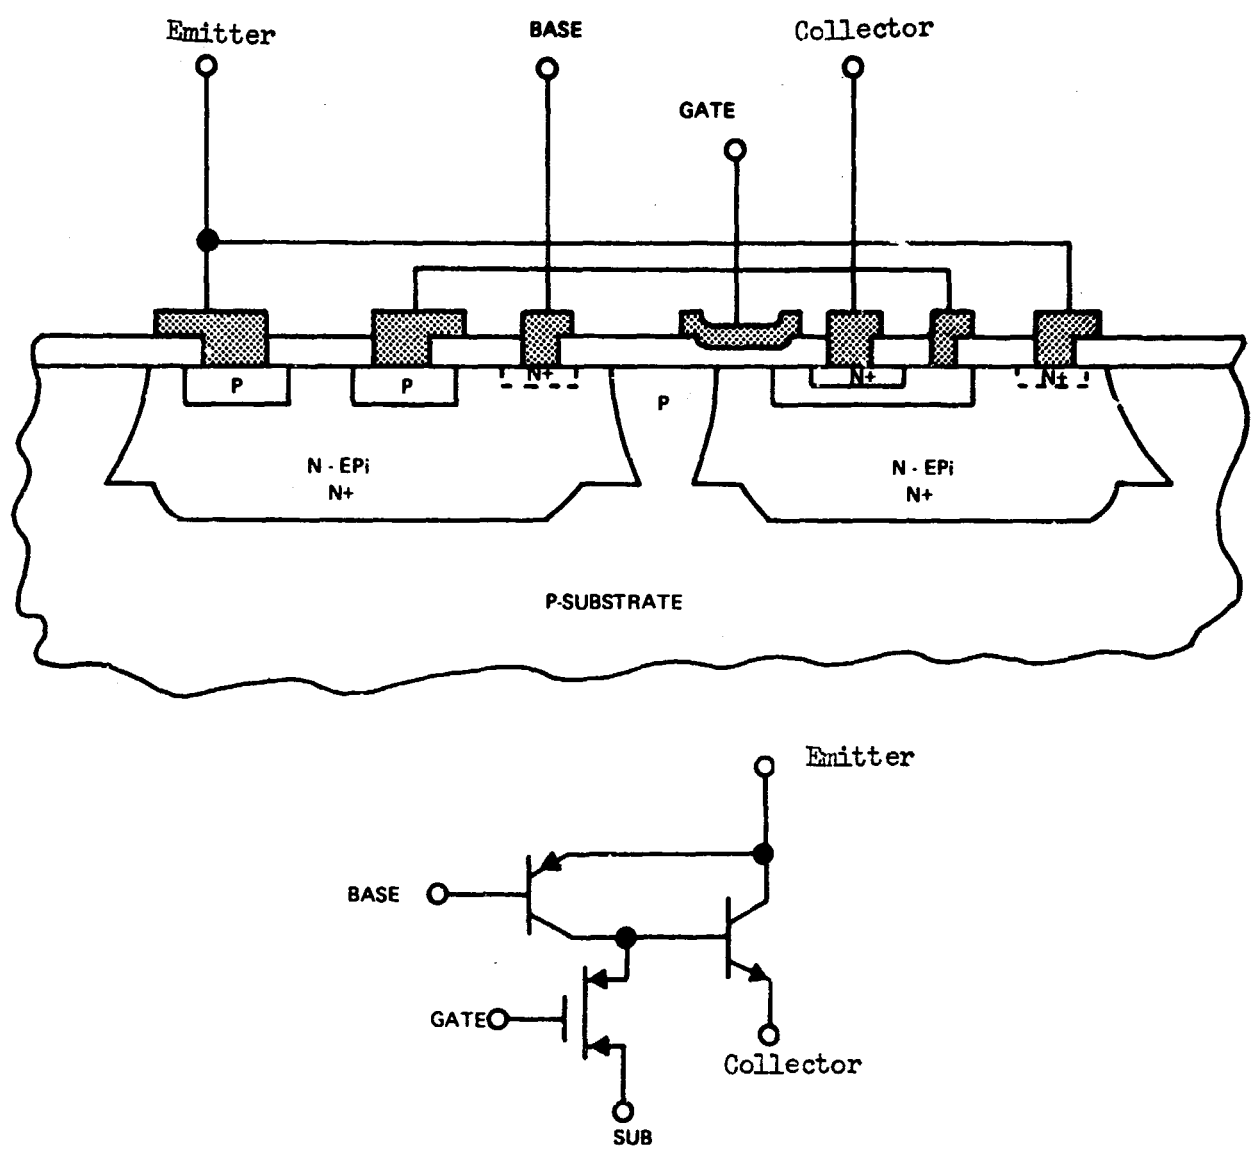 Emitter
BASE
Collector
GATE
P
P
N+
P
N+
N+
N - EPi
N+
N - EPi
N+
P-SUBSTRATE
Emitter
BASE
GATE
Collector
SUB